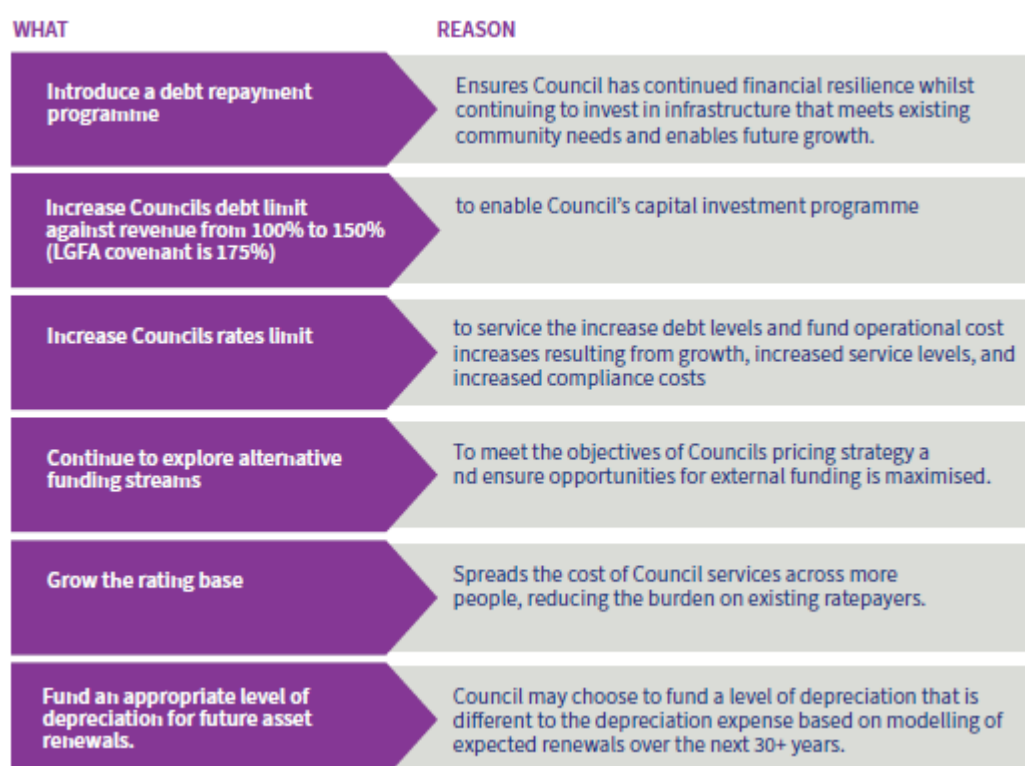 WHAT
REASON
Introduce a debt repayment
programme
Ensures Council has continued financial resilience whilst
continuing to invest in infrastructure that meets existing
community needs and enables future growth.
Increase Councils debt limit
against revenue from 100% to 150%
(LGFA covenant is 175%)
to enable Council's capital investment programme
Increase Councils rates limit
to service the increase debt levels and fund operational cost
increases resulting from growth, increased service levels, and
increased compliance costs
Continue to explore alternative
funding streams
To meet the objectives of Councils pricing strategy a
nd ensure opportunities for external funding is maximised.
Grow the rating base
Spreads the cost of Council services across more
people, reducing the burden on existing ratepayers.
Fund an appropriate level of
depreciation for future asset
renewals.
Council may choose to fund a level of depreciation that is
different to the depreciation expense based on modelling of
expected renewals over the next 30+ years.